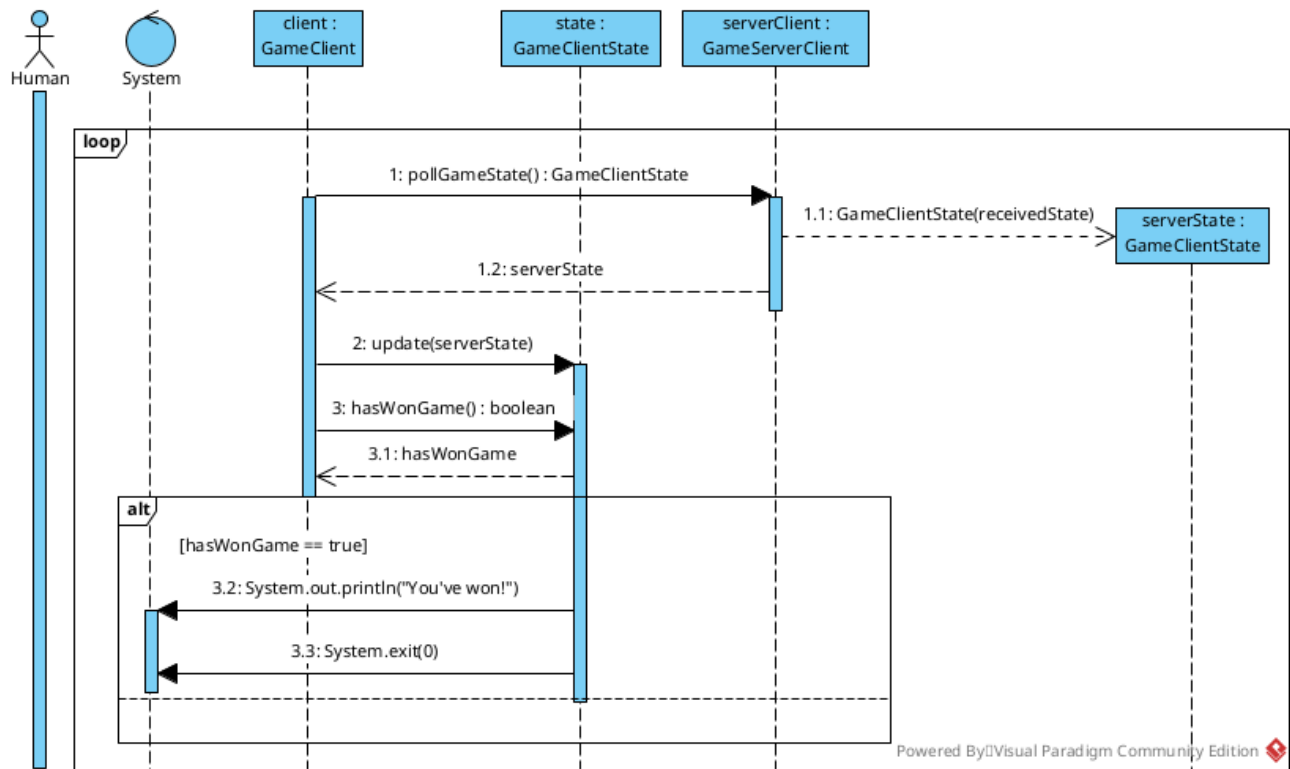 Human
System
client :
GameClient
state :
GameClientState
serverClient :
GameServerClient
loop
1: pollGameState() : GameClientState
1.1: GameClientState(receivedState)
serverState :
GameClientState
1.2: serverState
2: update(serverState)
3: hasWonGame() : boolean
3.1: hasWonGame
alt
[hasWonGame == true]
3.2: System.out.println("You've won!")
3.3: System.exit(0)
Powered By▯Visual Paradigm Community Edition